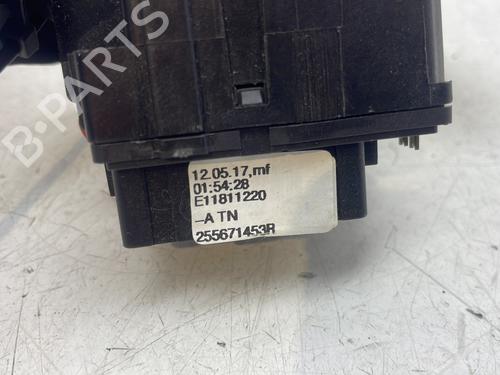 B-PARTS
12.05.17,mf
01:54:28
E11811220
-A TN
255671453R